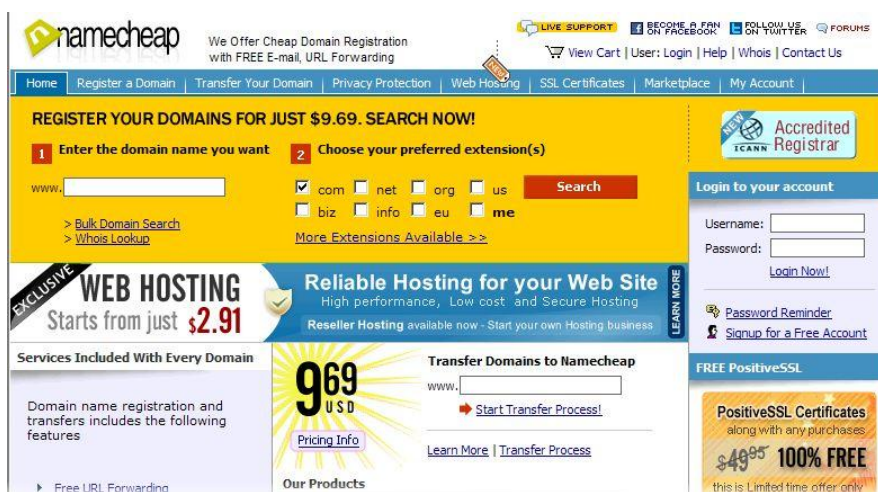 namecheap
We Offer Cheap Domain Registration
with FREE E-mail, URL Forwarding
LIVE SUPPORT
BECOME A FAN ON FACEBOOK
FOLLOW US ON TWITTER
FORUMS
View Cart | User: Login | Help | Whois | Contact Us
NEW
Home | Register a Domain | Transfer Your Domain | Privacy Protection | Web Hosting | SSL Certificates | Marketplace | My Account |
REGISTER YOUR DOMAINS FOR JUST $9.69. SEARCH NOW!
1 Enter the domain name you want
www.
> Bulk Domain Search
> Whois Lookup
2 Choose your preferred extension(s)
com net org us
biz info eu me
Search
More Extensions Available >>
NEW
ICANN
Accredited
Registrar
Login to your account
Username:
Password:
Login Now!
Password Reminder
Signup for a Free Account
EXCLUSIVE
WEB HOSTING
Starts from just $2.91
Reliable Hosting for your Web Site
High performance, Low cost and Secure Hosting
Reseller Hosting available now - Start your own Hosting business
LEARN MORE
Services Included With Every Domain
Domain name registration and
transfers includes the following
features
Free URL Forwarding
969
USD
Pricing Info
Transfer Domains to Namecheap
www.
Start Transfer Process!
Learn More | Transfer Process
Our Products
FREE PositiveSSL
PositiveSSL Certificates
along with any purchases
$49.95 100% FREE
this is Limited time offer only